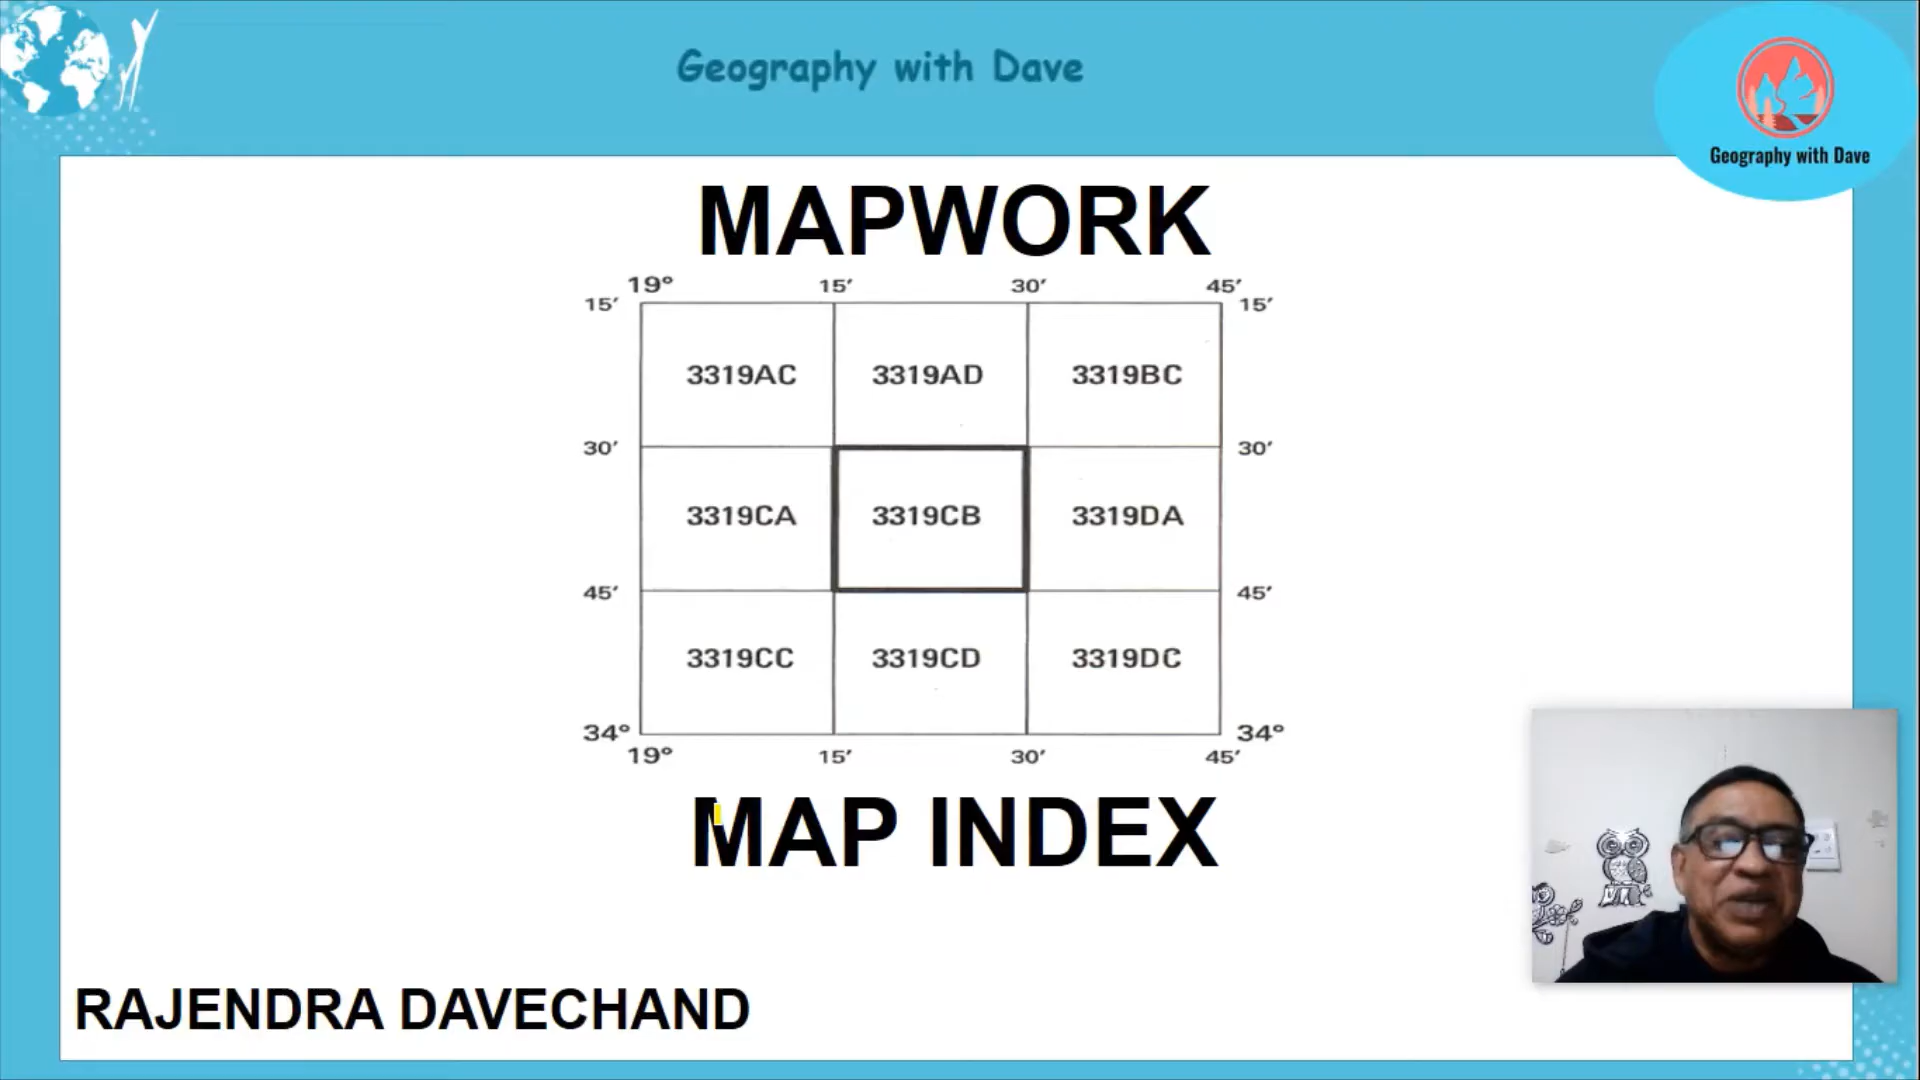 Geography with Dave
Geography with Dave
MAPWORK
19° 15′ 30′ 45′
15′ 15′
3319AC 3319AD 3319BC
30′ 30′
3319CA 3319CB 3319DA
45′ 45′
3319CC 3319CD 3319DC
34° 34°
19° 15′ 30′ 45′
MAP INDEX
RAJENDRA DAVECHAND